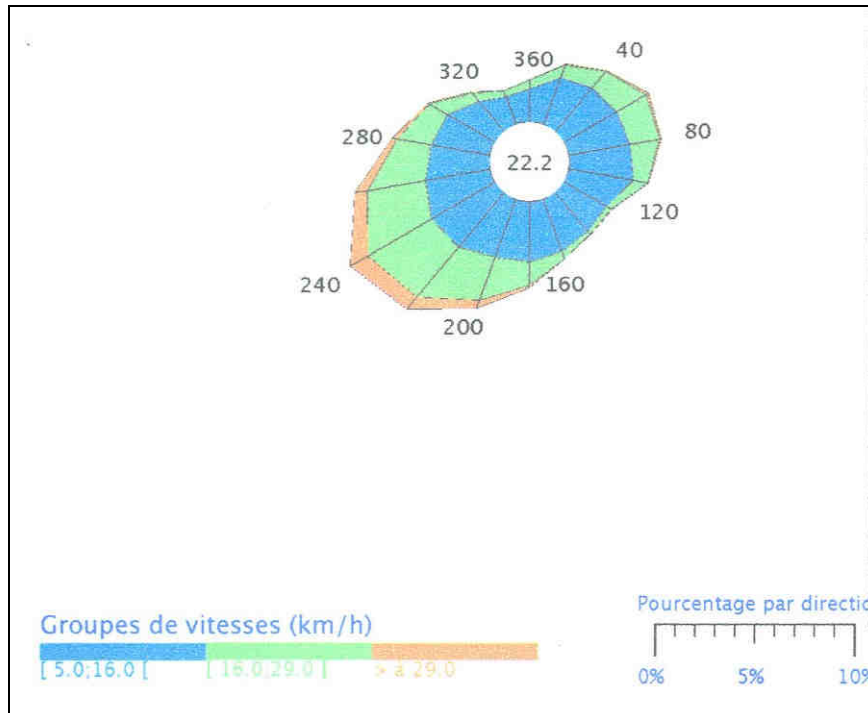 360
40
320
80
280
22.2
120
240
160
200
Groupes de vitesses (km/h)
[ 5.0;16.0 [
[ 16.0;29.0 [
> à 29.0
Pourcentage par directio
0%
5%
10%